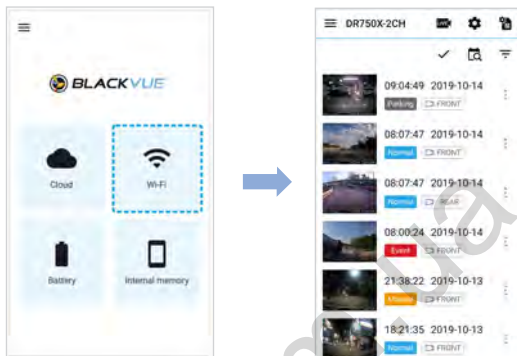 BLACKVUE
Cloud
Wi-Fi
Battery
Internal memory
DR750X-2CH
09:04:49 2019-10-14
Parking FRONT
08:07:47 2019-10-14
Normal FRONT
08:07:47 2019-10-14
Normal REAR
08:00:24 2019-10-14
Event FRONT
21:38:22 2019-10-13
Manual FRONT
18:21:35 2019-10-13
Normal FRONT